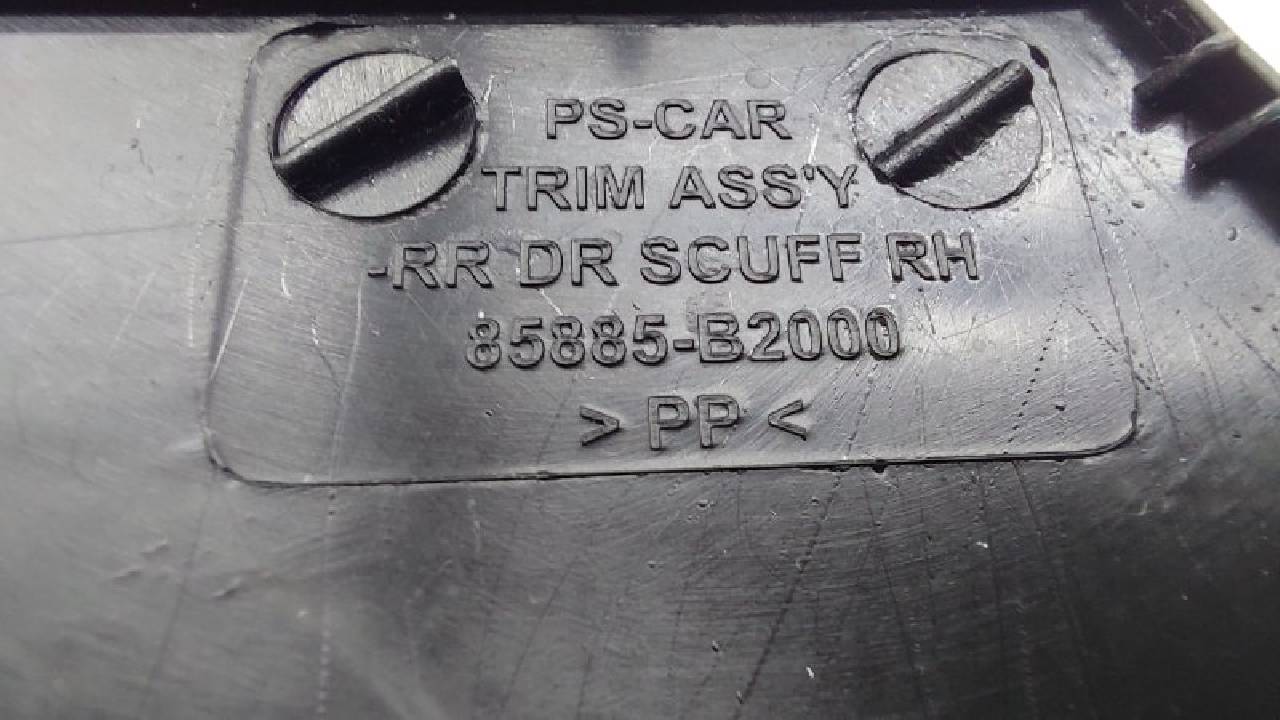 PS-CAR
TRIM ASS'Y
-RR DR SCUFF RH
85885-B2000
> PP <